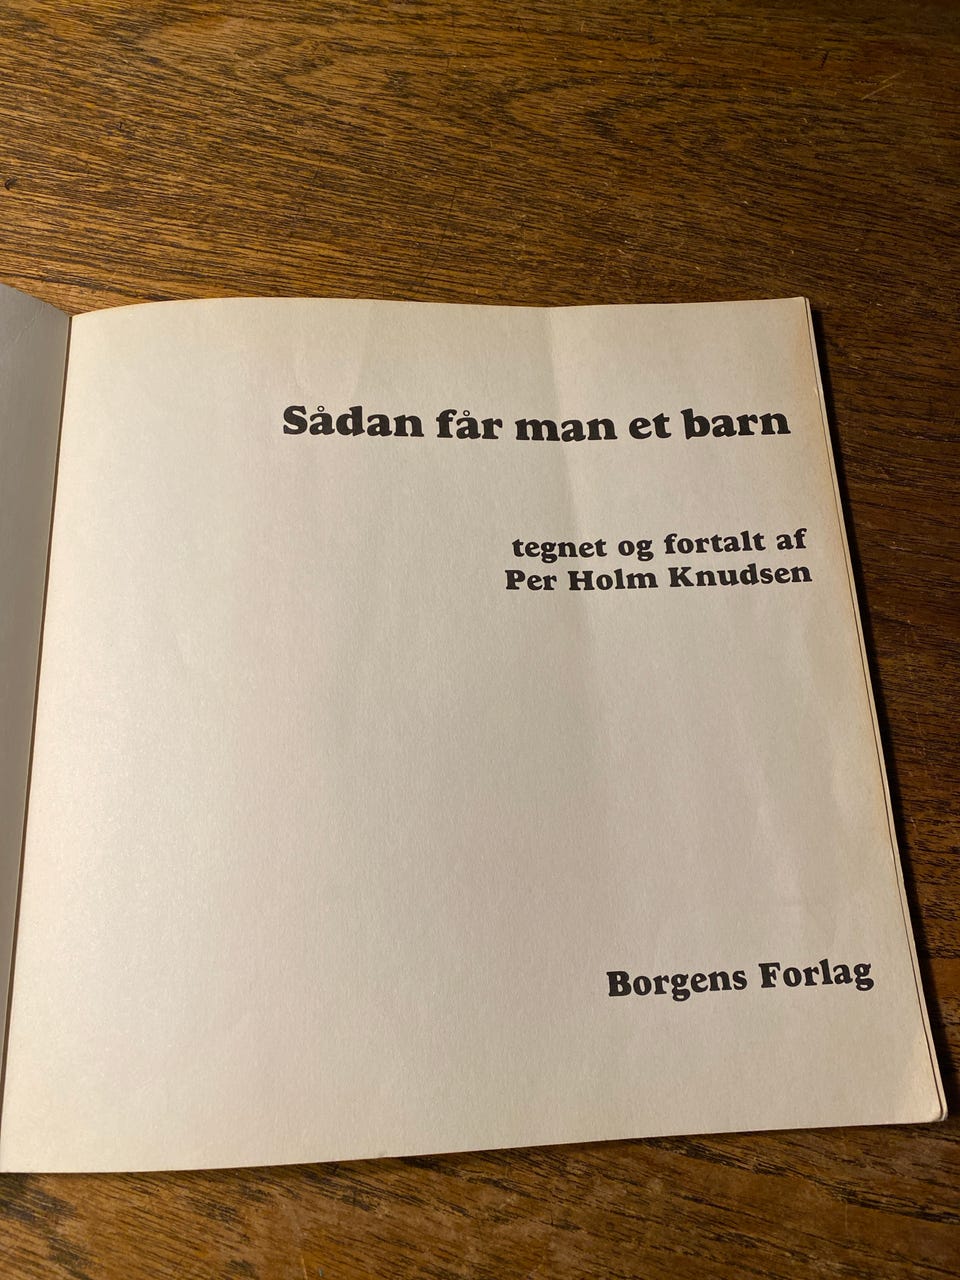 Sådan får man et barn
tegnet og fortalt af
Per Holm Knudsen
Borgens Forlag